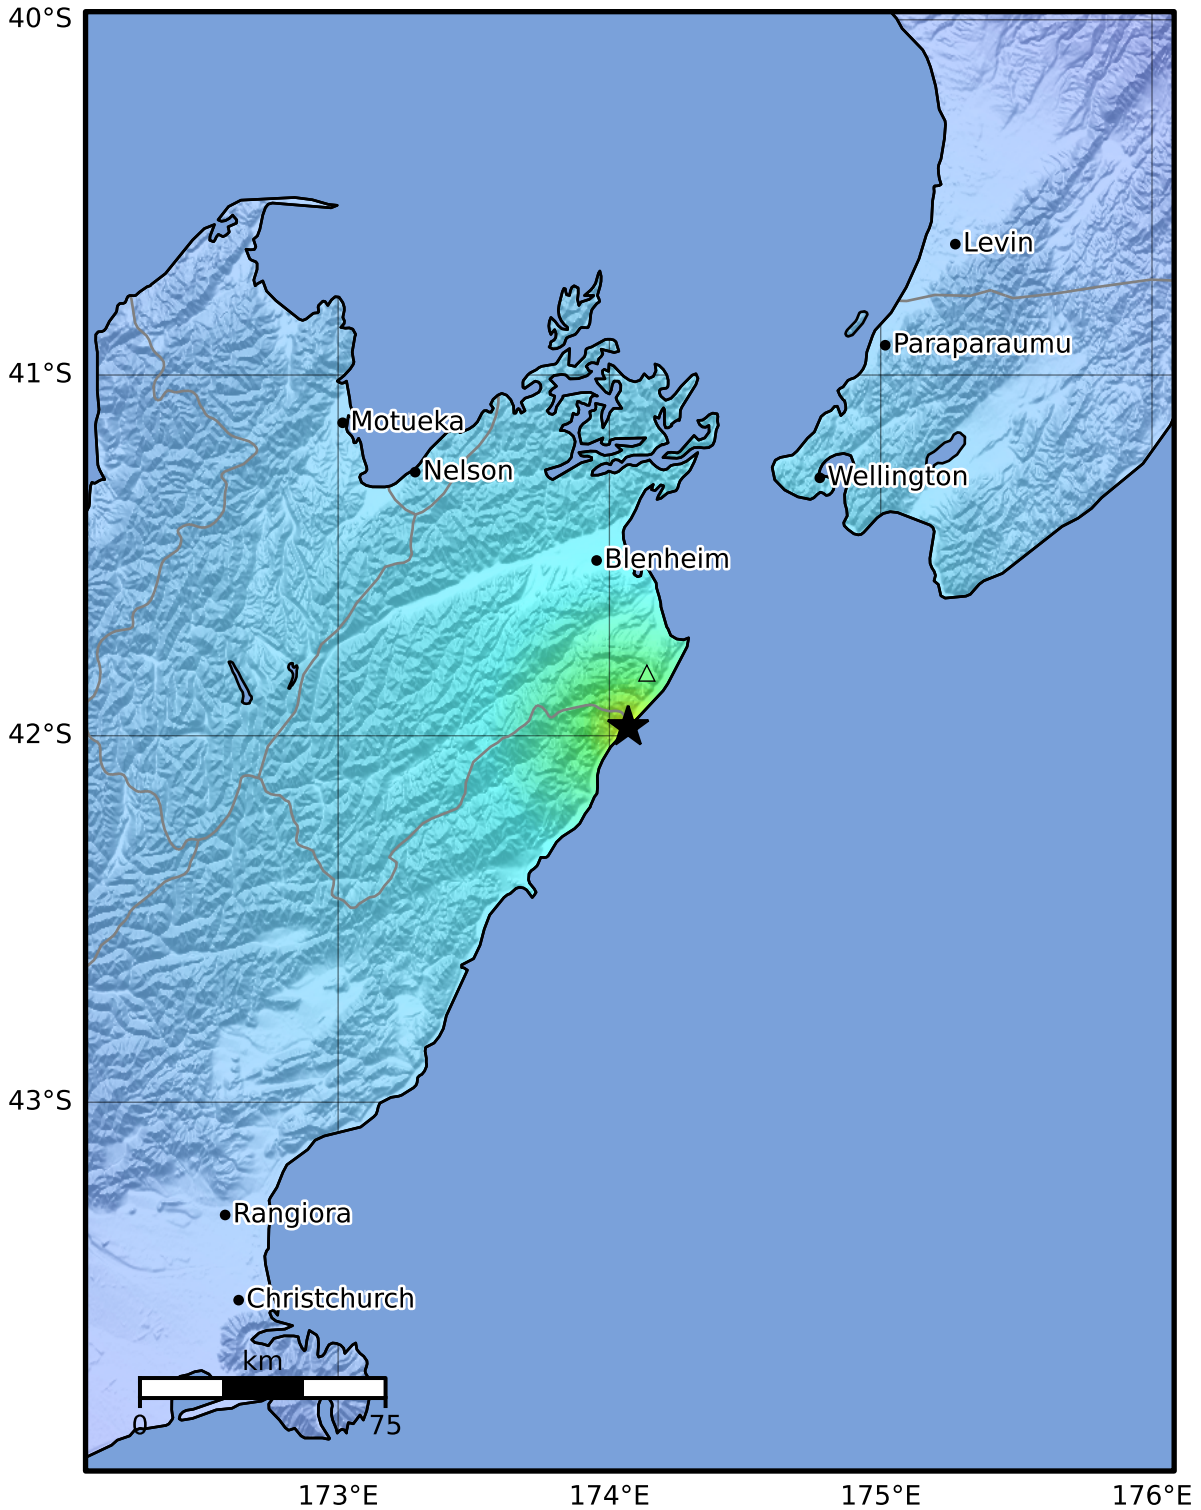 40°S
Levin
Paraparaumu
41°S
Motueka
Nelson
Wellington
Blenheim
42°S
43°S
Rangiora
Christchurch
km
0 75
173°E 174°E 175°E 176°E